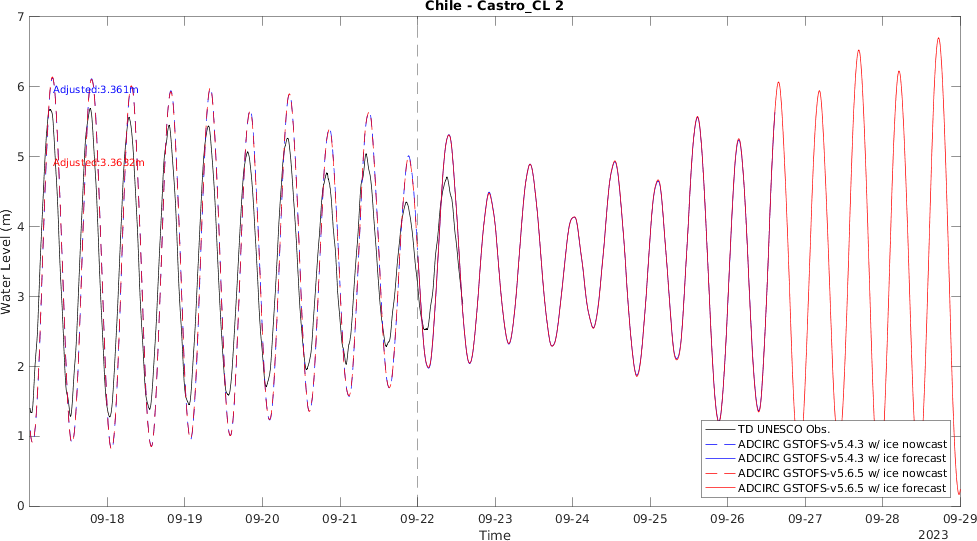 Chile - Castro_CL 2
7
6
5
4
3
2
1
0
Water Level (m)
Adjusted:3.361m
Adjusted:3.3632m
TD UNESCO Obs.
ADCIRC GSTOFS-v5.4.3 w/ ice nowcast
ADCIRC GSTOFS-v5.4.3 w/ ice forecast
ADCIRC GSTOFS-v5.6.5 w/ ice nowcast
ADCIRC GSTOFS-v5.6.5 w/ ice forecast
09-18 09-19 09-20 09-21 09-22 09-23 09-24 09-25 09-26 09-27 09-28 09-29
Time
2023